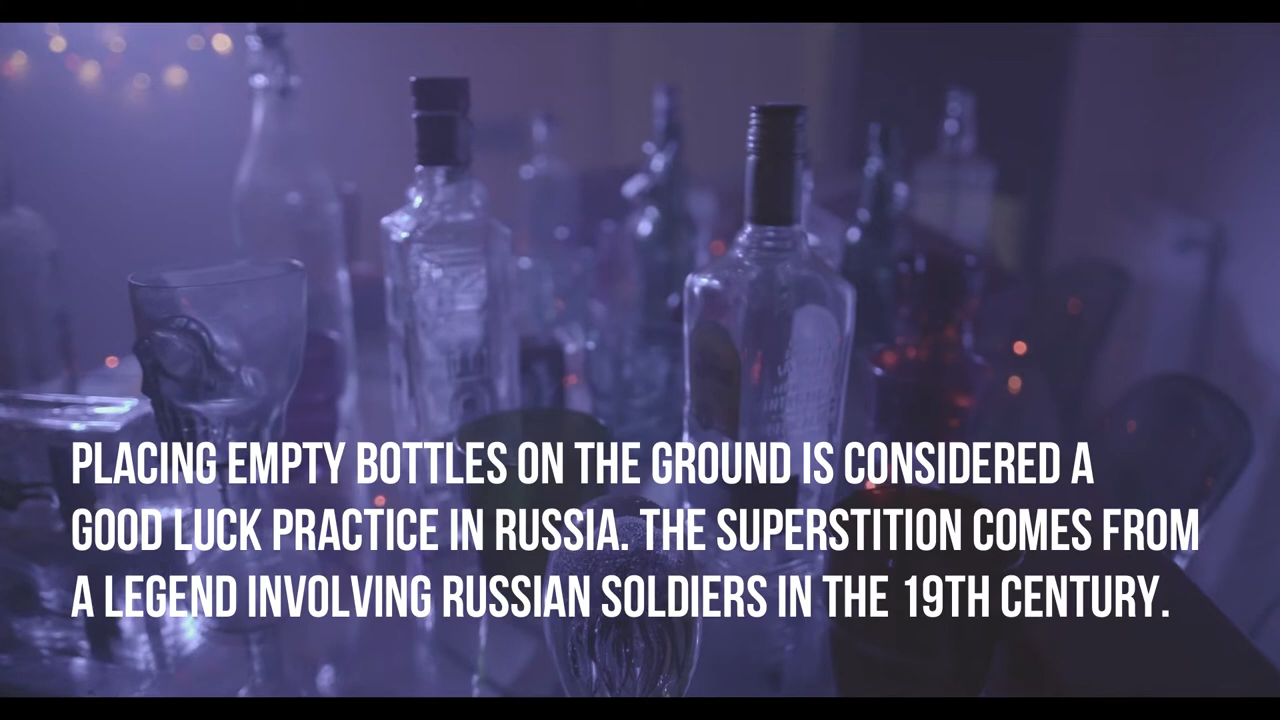 PLACING EMPTY BOTTLES ON THE GROUND IS CONSIDERED A
GOOD LUCK PRACTICE IN RUSSIA. THE SUPERSTITION COMES FROM
A LEGEND INVOLVING RUSSIAN SOLDIERS IN THE 19TH CENTURY.